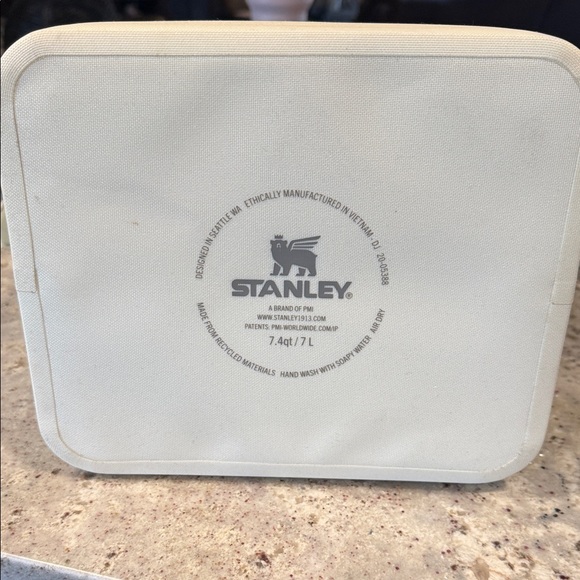 DESIGNED IN SEATTLE WA · ETHICALLY MANUFACTURED IN VIETNAM - DJ 20-05388
STANLEY®
A BRAND OF PMI
WWW.STANLEY1913.COM
PATENTS: PMI-WORLDWIDE.COM/IP
7.4qt / 7 L
MADE FROM RECYCLED MATERIALS · HAND WASH WITH SOAPY WATER · AIR DRY